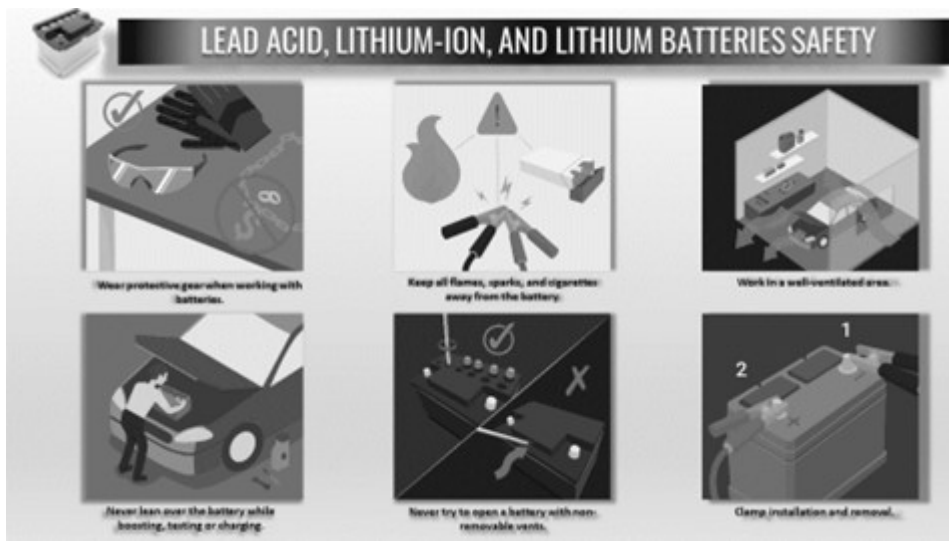 LEAD ACID, LITHIUM-ION, AND LITHIUM BATTERIES SAFETY
Wear protective gear when working with
batteries.
Keep all flames, sparks, and cigarettes
away from the battery.
Work in a well-ventilated area.
8
1
2
Never lean over the battery while
boosting, testing or charging.
Never try to open a battery with non-
removable vents.
Clamp installation and removal.